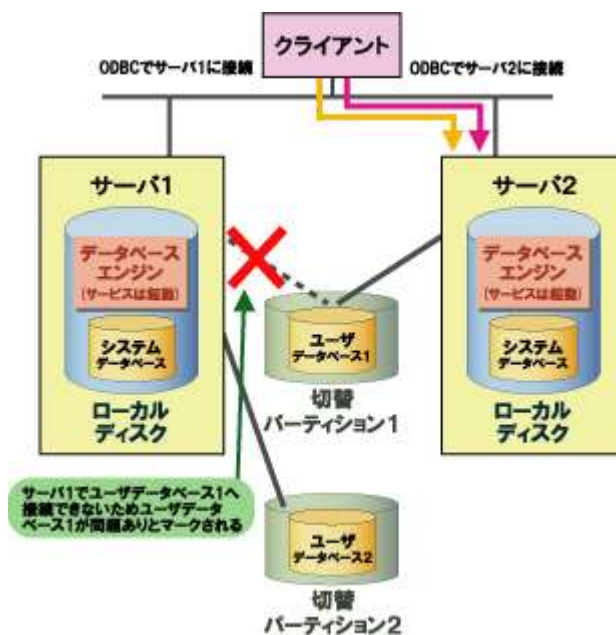 クライアント
ODBCでサーバ1に接続
ODBCでサーバ2に接続
サーバ1
データベース
エンジン
(サービスは起動)
システム
データベース
ローカル
ディスク
サーバ2
データベース
エンジン
(サービスは起動)
システム
データベース
ローカル
ディスク
ユーザ
データベース1
切替
パーティション1
サーバ1でユーザデータベース1へ
接続できないためユーザデータ
ベース1が問題ありとマークされる
ユーザ
データベース2
切替
パーティション2